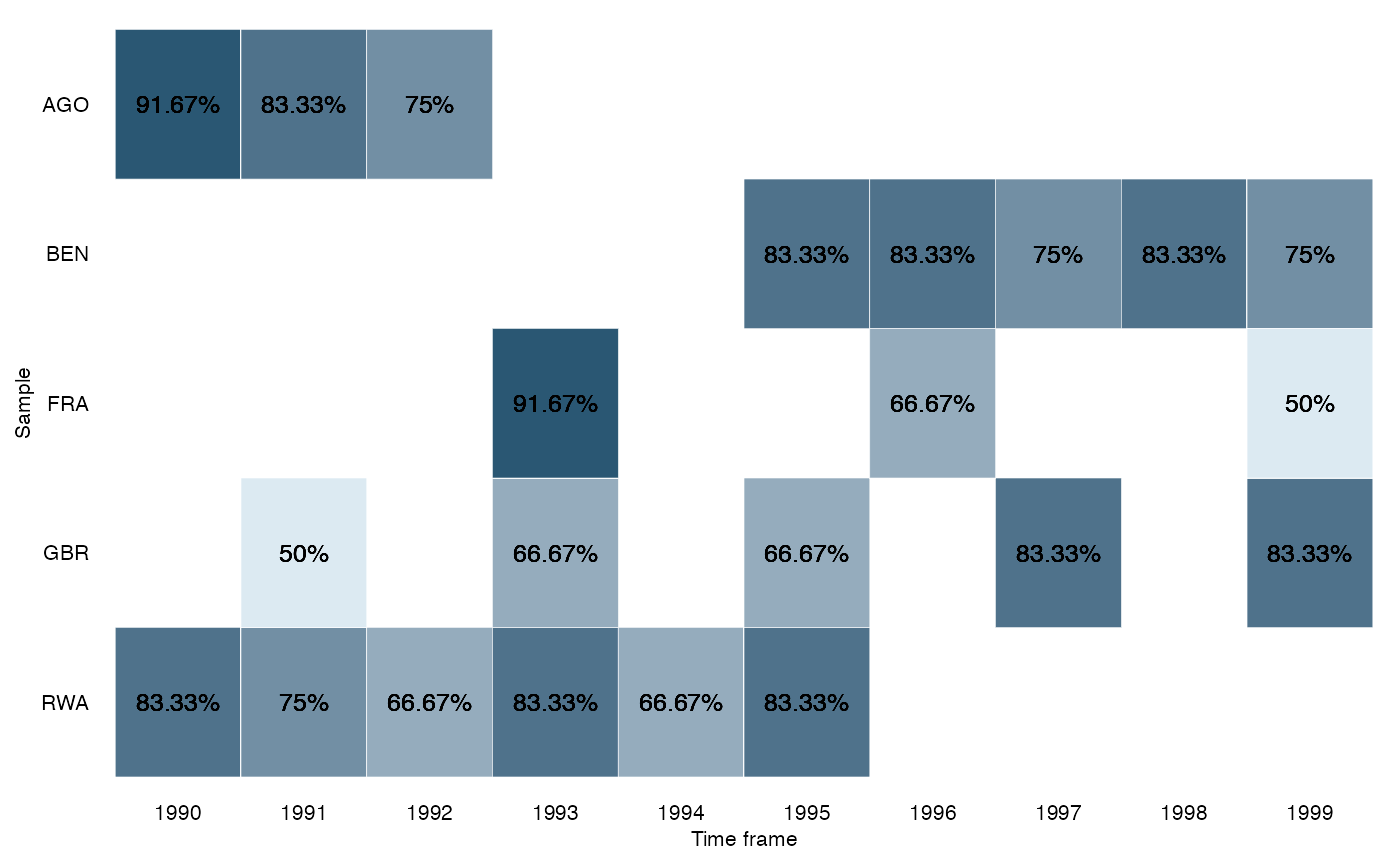 AGO 91.67% 83.33% 75%
BEN 83.33% 83.33% 75% 83.33% 75%
Sample
FRA 91.67% 66.67% 50%
GBR 50% 66.67% 66.67% 83.33% 83.33%
RWA 83.33% 75% 66.67% 83.33% 66.67% 83.33%
1990 1991 1992 1993 1994 1995 1996 1997 1998 1999
Time frame